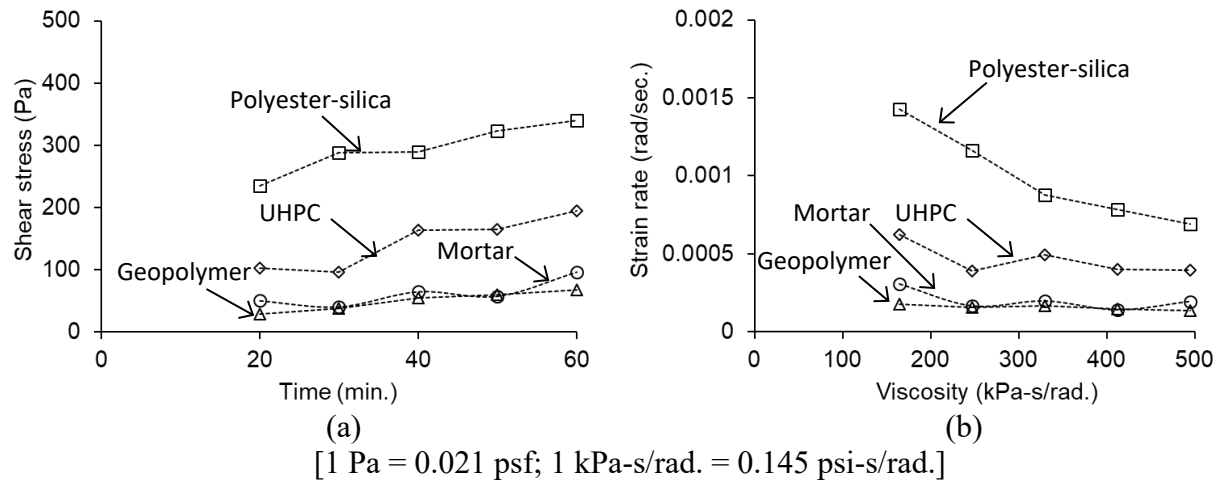 500
400
300
200
100
0
0
20
40
60
Shear stress (Pa)
Time (min.)
Polyester-silica
UHPC
Mortar
Geopolymer
(a)
0.002
0.0015
0.001
0.0005
0
0
100
200
300
400
500
Strain rate (rad/sec.)
Viscosity (kPa-s/rad.)
Polyester-silica
Mortar
UHPC
Geopolymer
(b)
[1 Pa = 0.021 psf; 1 kPa-s/rad. = 0.145 psi-s/rad.]